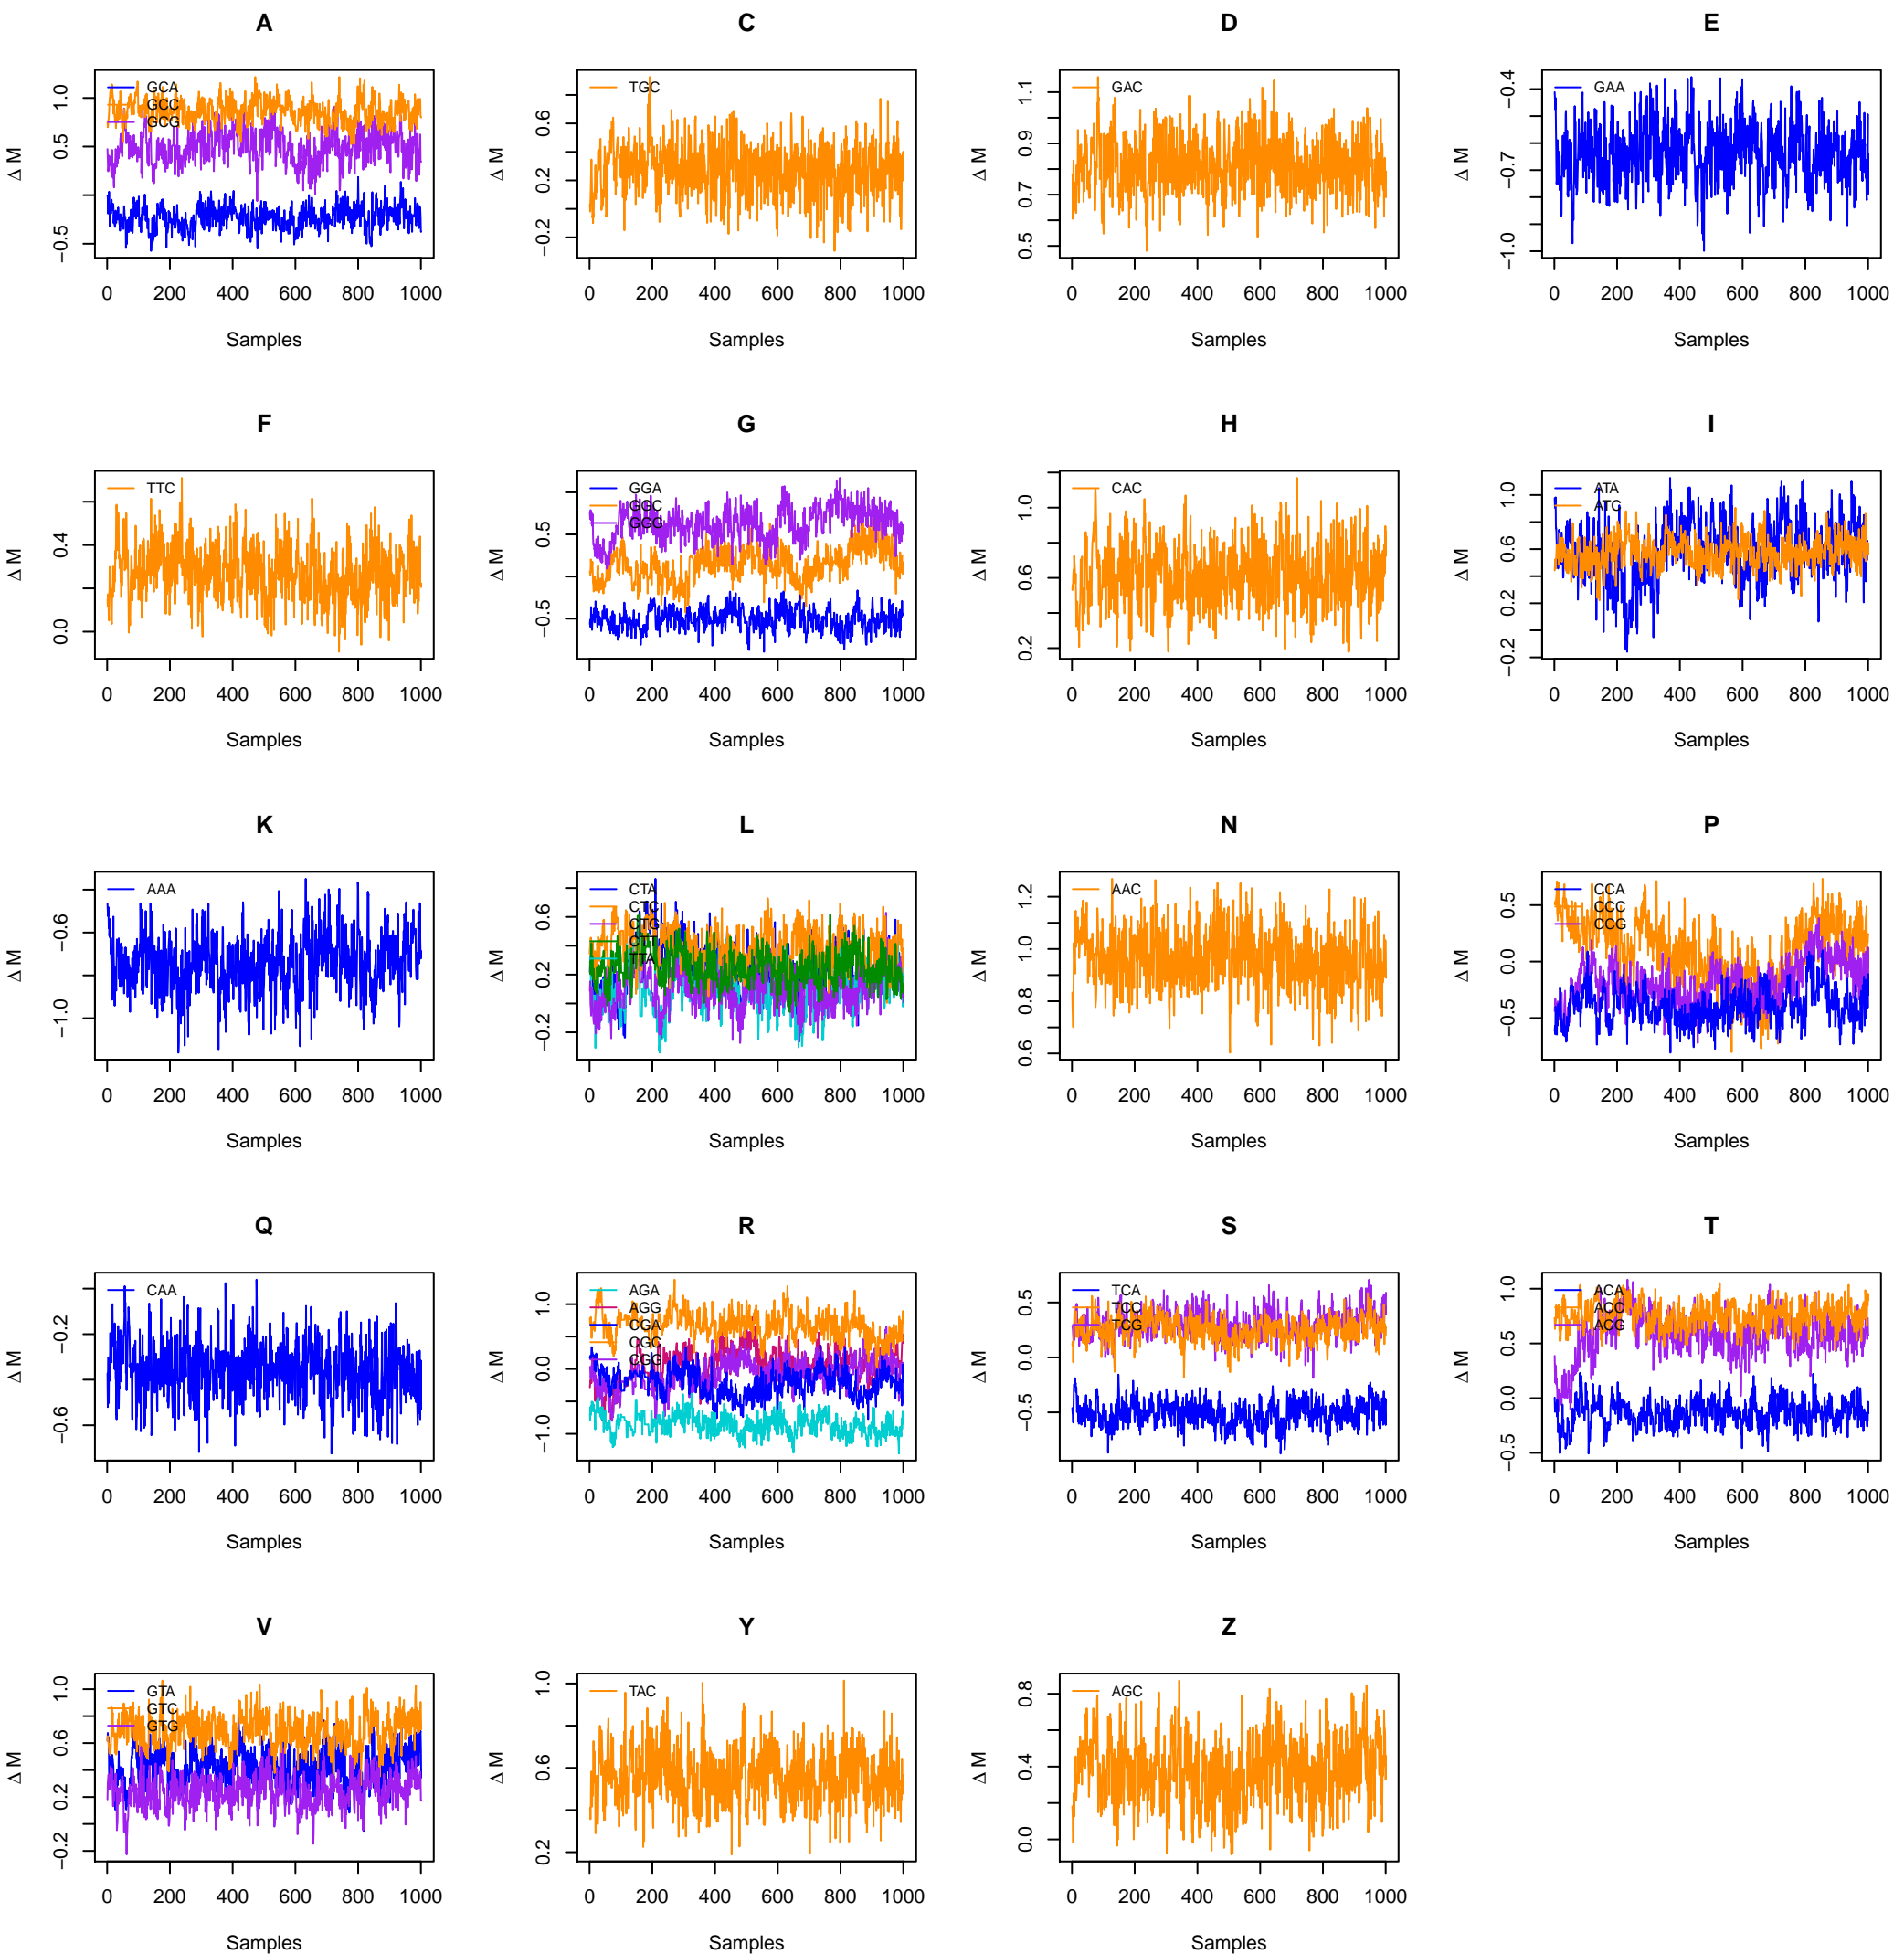 A
GCA
GCC
GCG
1.0
0.5
−0.5
Δ M
0 200 400 600 800 1000
Samples
C
TGC
0.6
0.2
−0.2
Δ M
0 200 400 600 800 1000
Samples
D
GAC
1.1
0.9
0.7
0.5
Δ M
0 200 400 600 800 1000
Samples
E
GAA
−0.4
−0.7
−1.0
Δ M
0 200 400 600 800 1000
Samples
F
TTC
0.4
0.0
Δ M
0 200 400 600 800 1000
Samples
G
GGA
GGC
GGG
0.5
−0.5
Δ M
0 200 400 600 800 1000
Samples
H
CAC
1.0
0.6
0.2
Δ M
0 200 400 600 800 1000
Samples
I
ATA
ATC
1.0
0.6
0.2
−0.2
Δ M
0 200 400 600 800 1000
Samples
K
AAA
−0.6
−1.0
Δ M
0 200 400 600 800 1000
Samples
L
CTA
CTC
CTG
CTT
TTA
0.6
0.2
−0.2
Δ M
0 200 400 600 800 1000
Samples
N
AAC
1.2
1.0
0.8
0.6
Δ M
0 200 400 600 800 1000
Samples
P
CCA
CCC
CCG
0.5
0.0
−0.5
Δ M
0 200 400 600 800 1000
Samples
Q
CAA
−0.2
−0.6
Δ M
0 200 400 600 800 1000
Samples
R
AGA
AGG
CGA
CGC
CGG
1.0
0.0
−1.0
Δ M
0 200 400 600 800 1000
Samples
S
TCA
TCC
TCG
0.5
0.0
−0.5
Δ M
0 200 400 600 800 1000
Samples
T
ACA
ACC
ACG
1.0
0.5
0.0
−0.5
Δ M
0 200 400 600 800 1000
Samples
V
GTA
GTC
GTG
1.0
0.6
0.2
−0.2
Δ M
0 200 400 600 800 1000
Samples
Y
TAC
1.0
0.6
0.2
Δ M
0 200 400 600 800 1000
Samples
Z
AGC
0.8
0.4
0.0
Δ M
0 200 400 600 800 1000
Samples